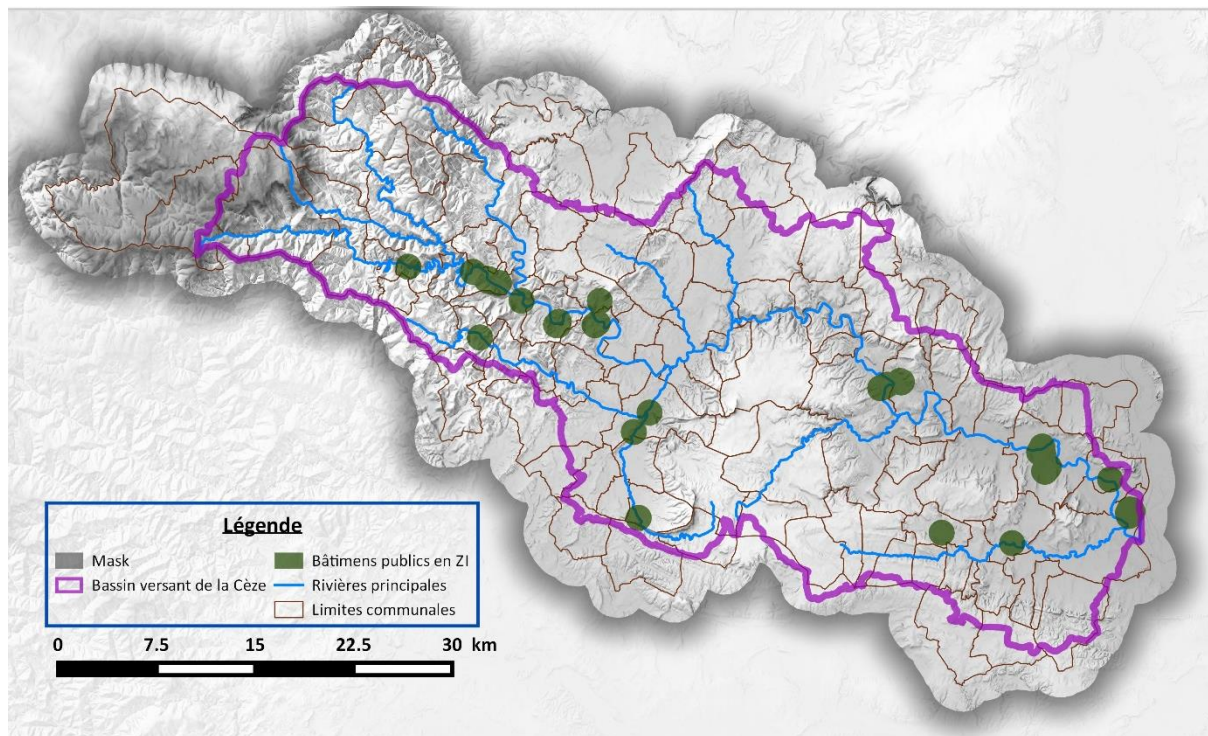 Légende
Mask
Bâtimens publics en ZI
Bassin versant de la Cèze
Rivières principales
Limites communales
0 7.5 15 22.5 30 km